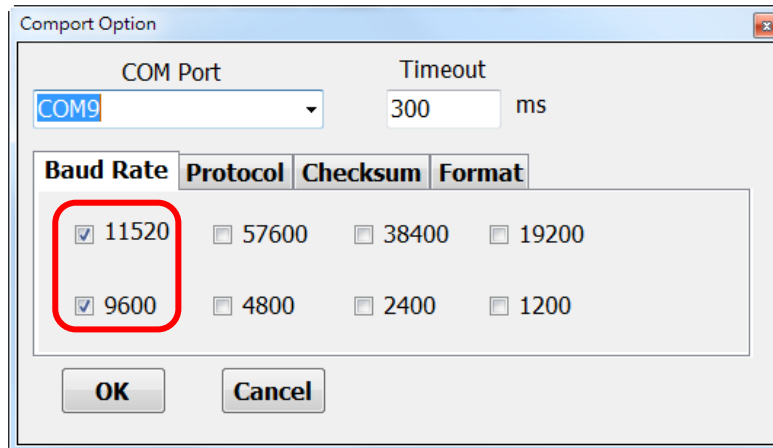 Comport Option
COM Port Timeout
COM9 300 ms
Baud Rate Protocol Checksum Format
11520 57600 38400 19200
9600 4800 2400 1200
OK Cancel